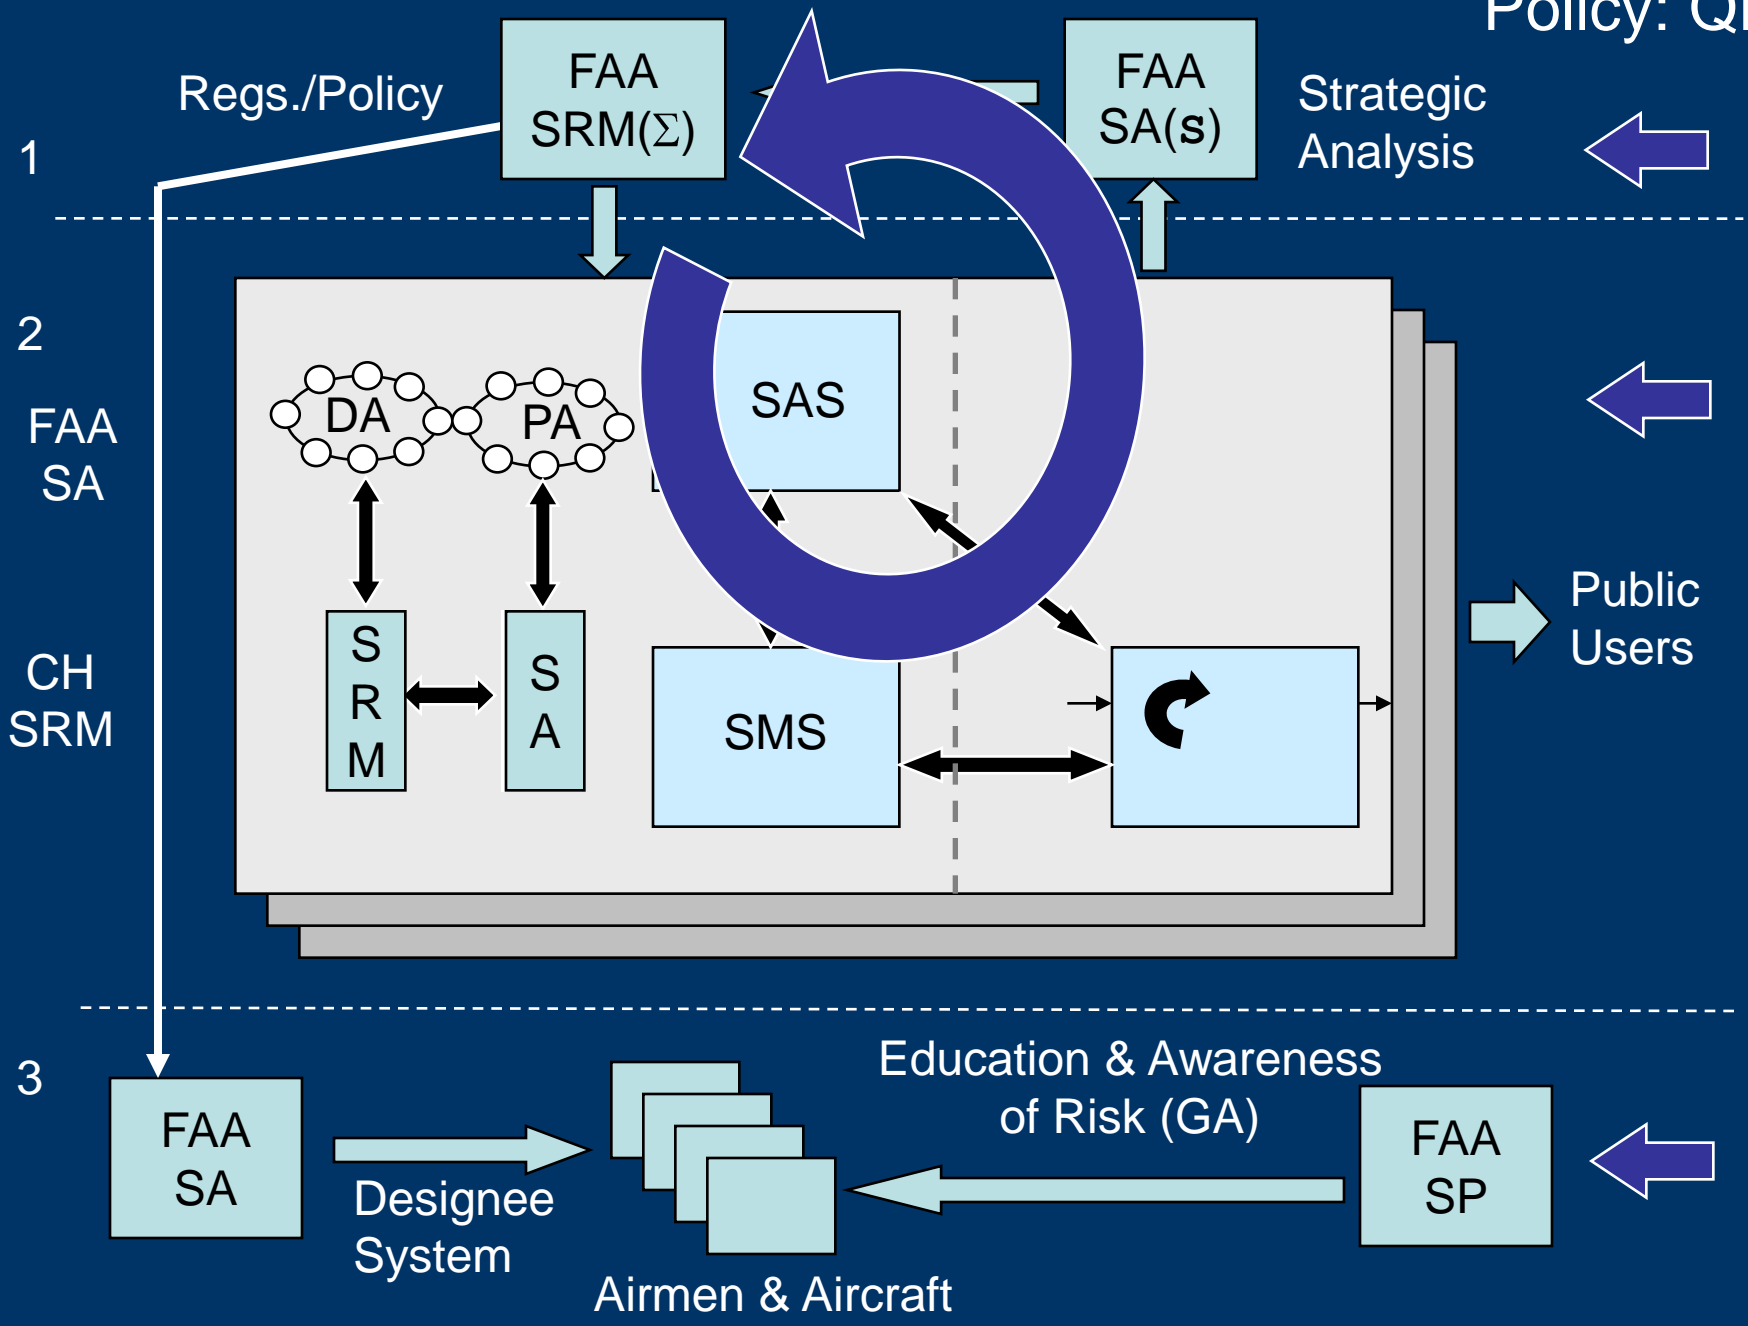 Policy:
Regs./Policy
FAA
SRM(Σ)
FAA
SA(s)
Strategic
Analysis
1
2
FAA
SA
CH
SRM
DA
PA
SAS
S
R
M
S
A
SMS
Public
Users
3
FAA
SA
Designee
System
Airmen & Aircraft
Education & Awareness
of Risk (GA)
FAA
SP